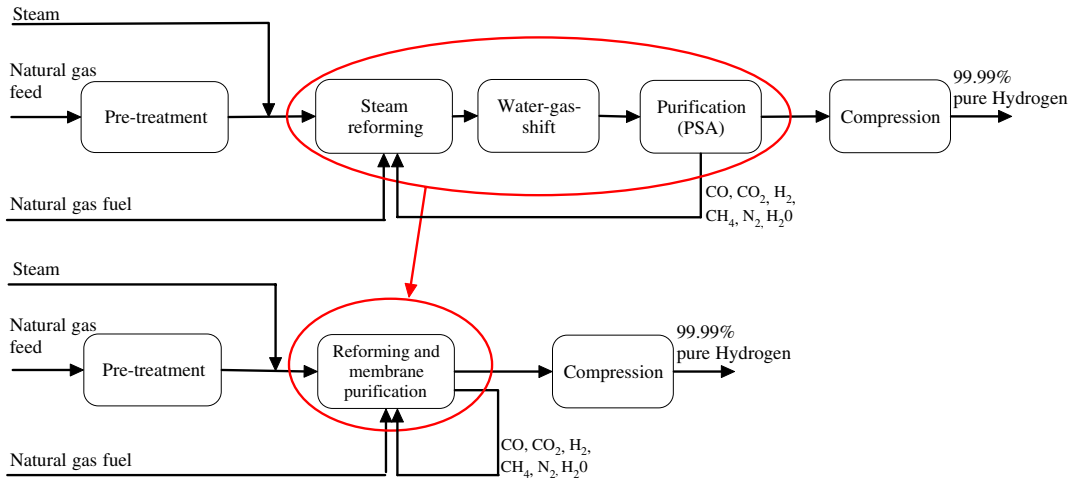 Steam
Natural gas
feed
Pre-treatment
Steam
reforming
Water-gas-
shift
Purification
(PSA)
Compression
99.99%
pure Hydrogen
Natural gas fuel
CO, CO₂, H₂,
CH₄, N₂, H₂0
Steam
Natural gas
feed
Pre-treatment
Reforming and
membrane
purification
Compression
99.99%
pure Hydrogen
Natural gas fuel
CO, CO₂, H₂,
CH₄, N₂, H₂0